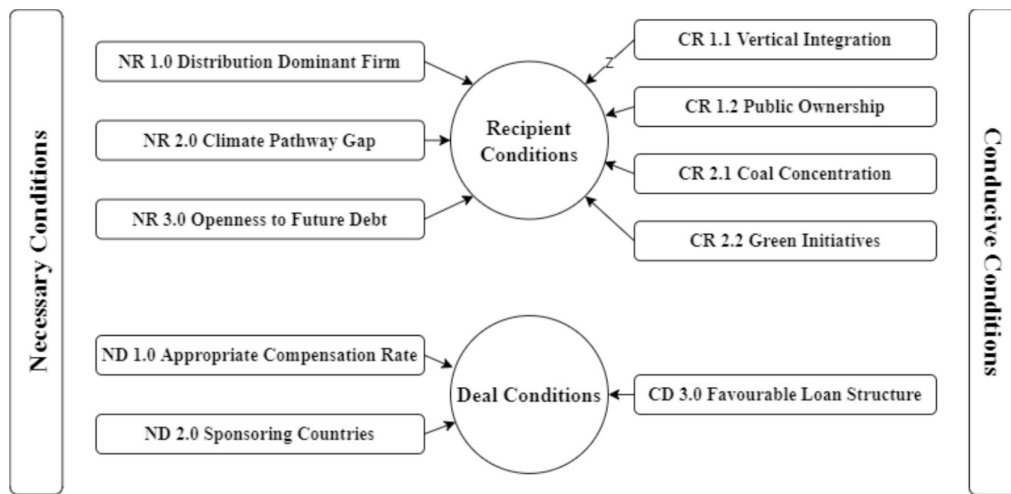 Necessary Conditions
NR 1.0 Distribution Dominant Firm
NR 2.0 Climate Pathway Gap
NR 3.0 Openness to Future Debt
Recipient
Conditions
CR 1.1 Vertical Integration
Z
CR 1.2 Public Ownership
CR 2.1 Coal Concentration
CR 2.2 Green Initiatives
ND 1.0 Appropriate Compensation Rate
ND 2.0 Sponsoring Countries
Deal Conditions
CD 3.0 Favourable Loan Structure
Conducive Conditions